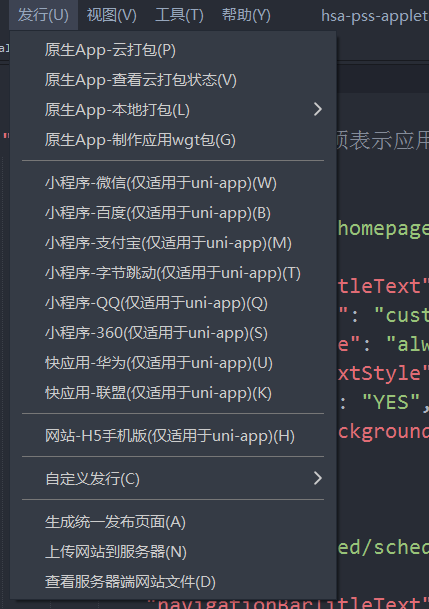 发行(U) 视图(V) 工具(T) 帮助(Y) hsa-pss-applet
原生App-云打包(P)
原生App-查看云打包状态(V)
原生App-本地打包(L)
原生App-制作应用wgt包(G)
表示应用
小程序-微信(仅适用于uni-app)(W)
小程序-百度(仅适用于uni-app)(B)
homepage
小程序-支付宝(仅适用于uni-app)(M)
小程序-字节跳动(仅适用于uni-app)(T)
tleText"
小程序-QQ(仅适用于uni-app)(Q)
": "cust
小程序-360(仅适用于uni-app)(S)
e": "alw
快应用-华为(仅适用于uni-app)(U)
xtStyle"
快应用-联盟(仅适用于uni-app)(K)
: "YES",
网站-H5手机版(仅适用于uni-app)(H)
ckground
自定义发行(C)
生成统一发布页面(A)
上传网站到服务器(N)
ed/sched
查看服务器端网站文件(D)
"navigationBarTitleText"